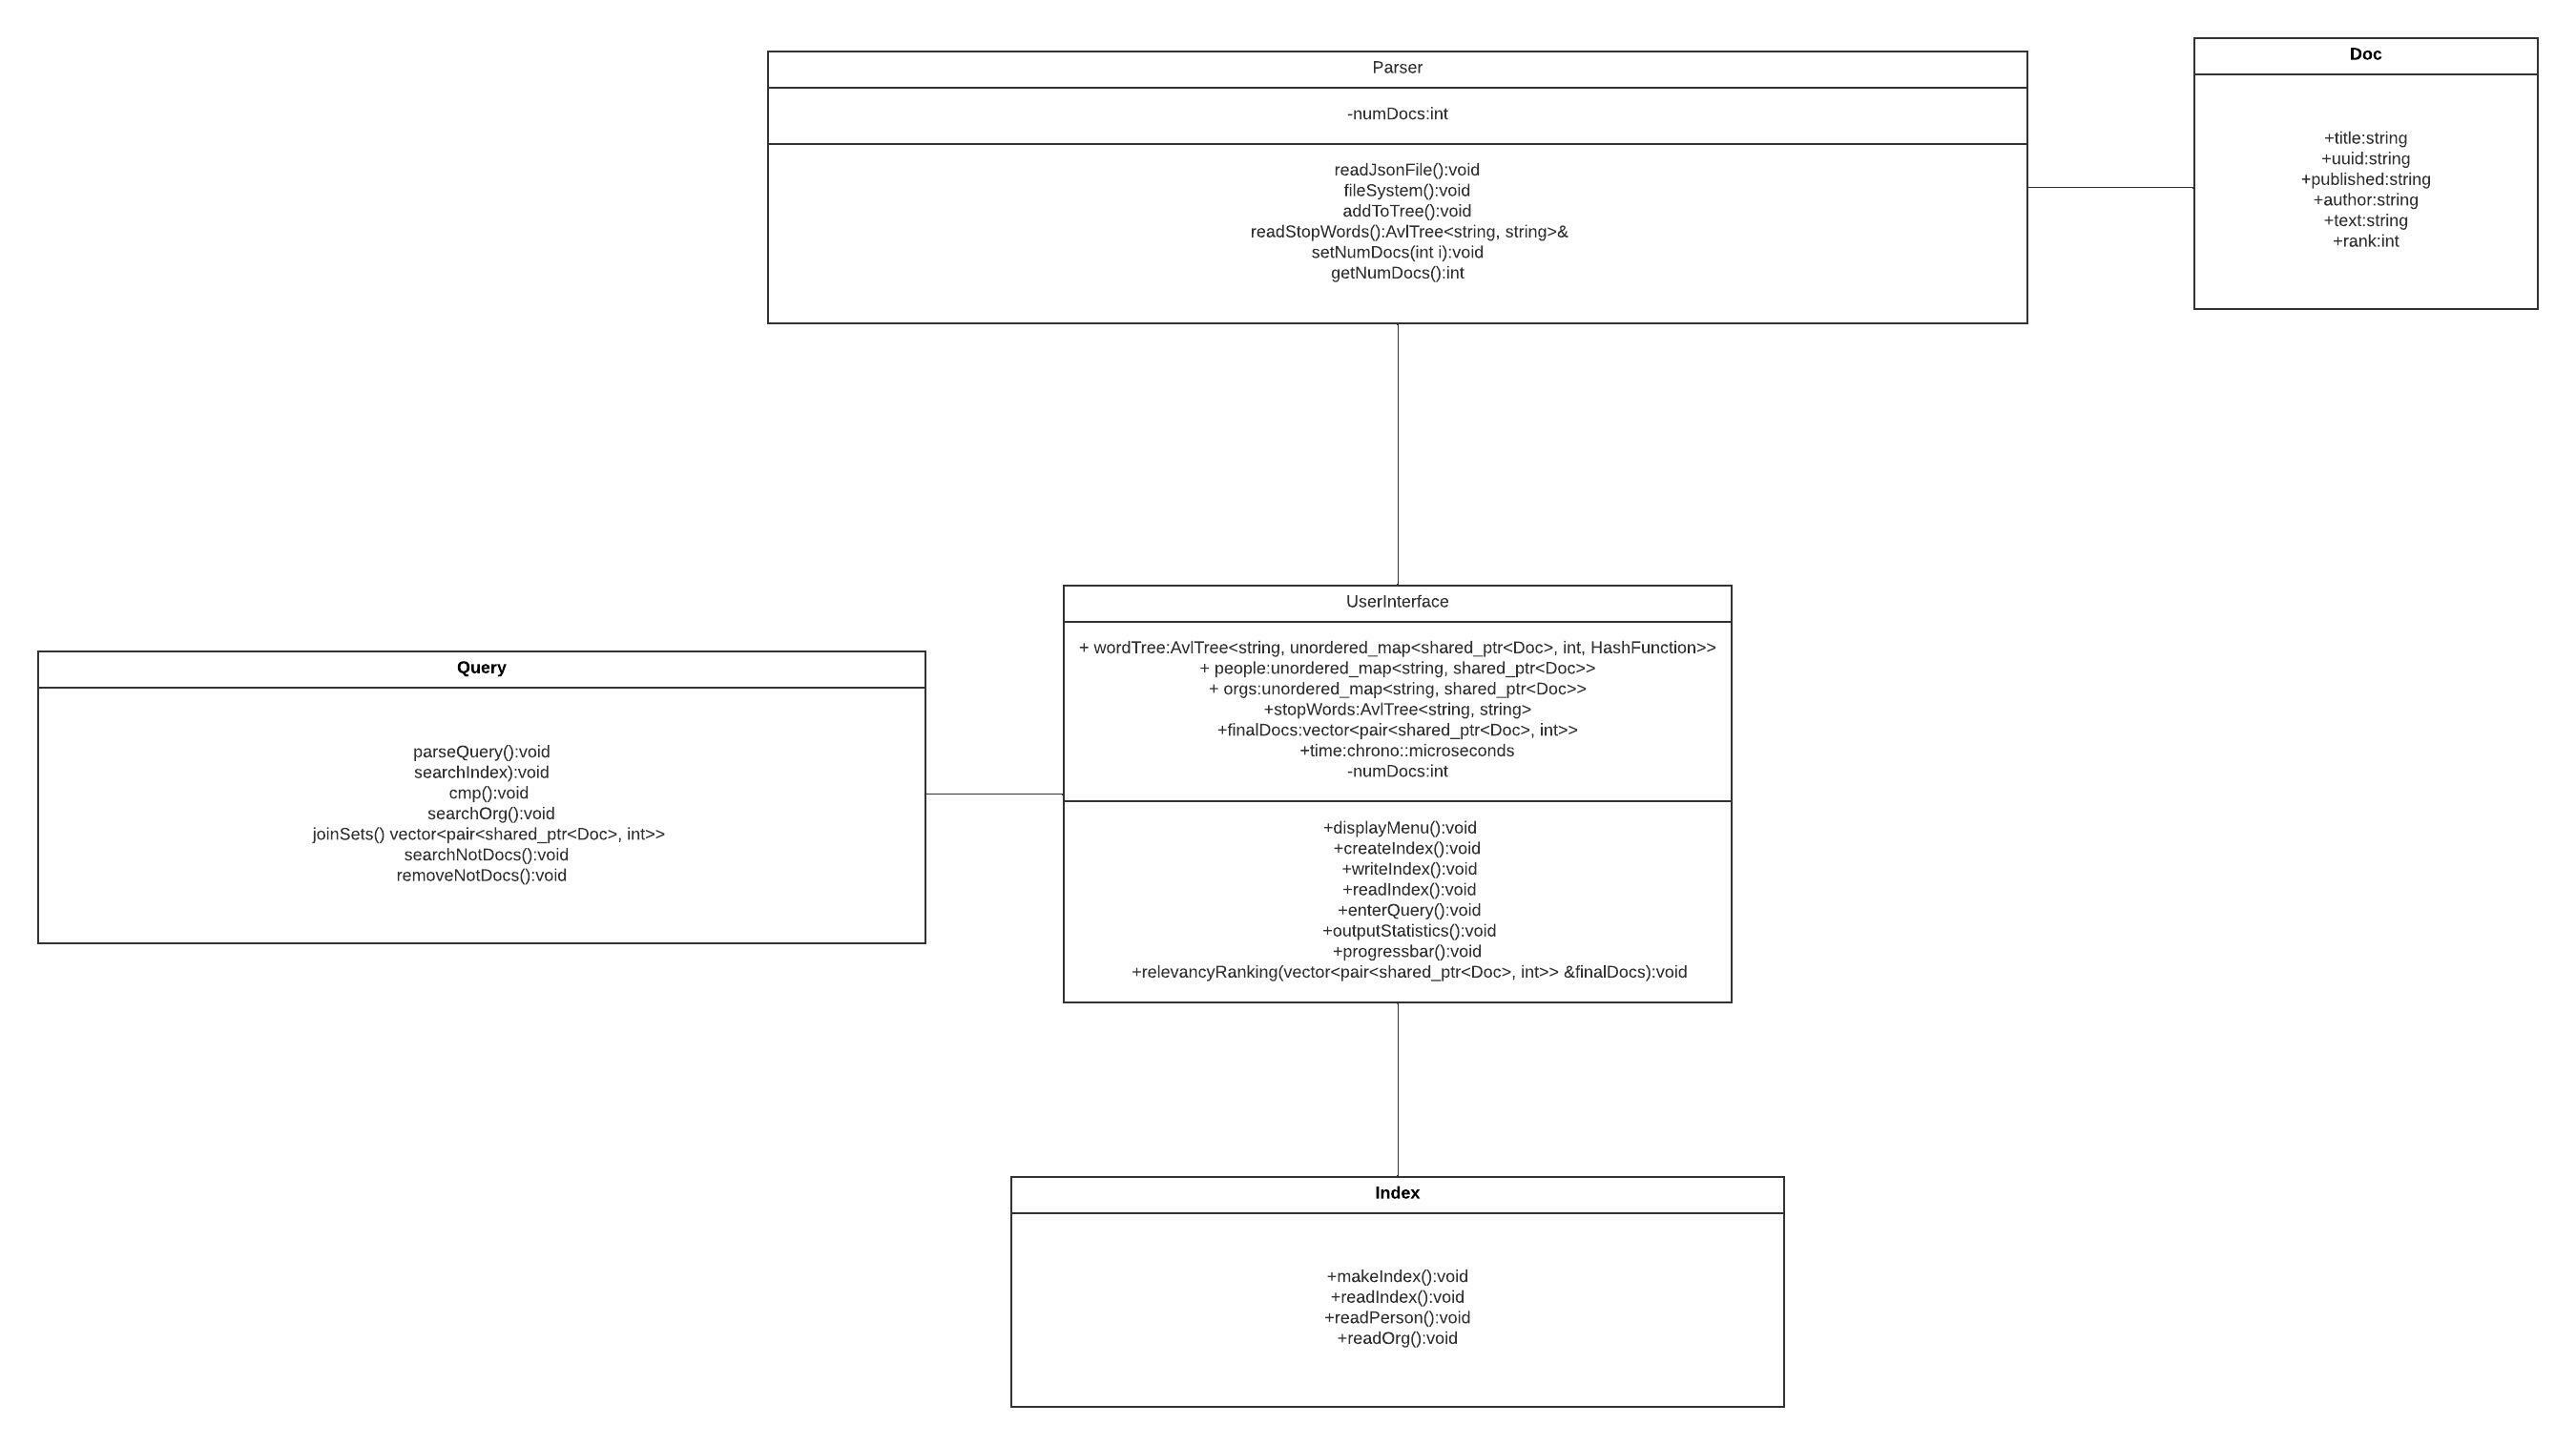 Parser
-numDocs:int
readJsonFile():void
fileSystem():void
addToTree():void
readStopWords():AvlTree<string, string>&
setNumDocs(int i):void
getNumDocs():int
Doc
+title:string
+uuid:string
+published:string
+author:string
+text:string
+rank:int
Query
parseQuery():void
searchIndex):void
cmp():void
searchOrg():void
joinSets() vector<pair<shared_ptr<Doc>, int>>
searchNotDocs():void
removeNotDocs():void
UserInterface
+ wordTree:AvlTree<string, unordered_map<shared_ptr<Doc>, int, HashFunction>>
+ people:unordered_map<string, shared_ptr<Doc>>
+ orgs:unordered_map<string, shared_ptr<Doc>>
+stopWords:AvlTree<string, string>
+finalDocs:vector<pair<shared_ptr<Doc>, int>>
+time:chrono::microseconds
-numDocs:int
+displayMenu():void
+createIndex():void
+writeIndex():void
+readIndex():void
+enterQuery():void
+outputStatistics():void
+progressbar():void
+relevancyRanking(vector<pair<shared_ptr<Doc>, int>> &finalDocs):void
Index
+makeIndex():void
+readIndex():void
+readPerson():void
+readOrg():void